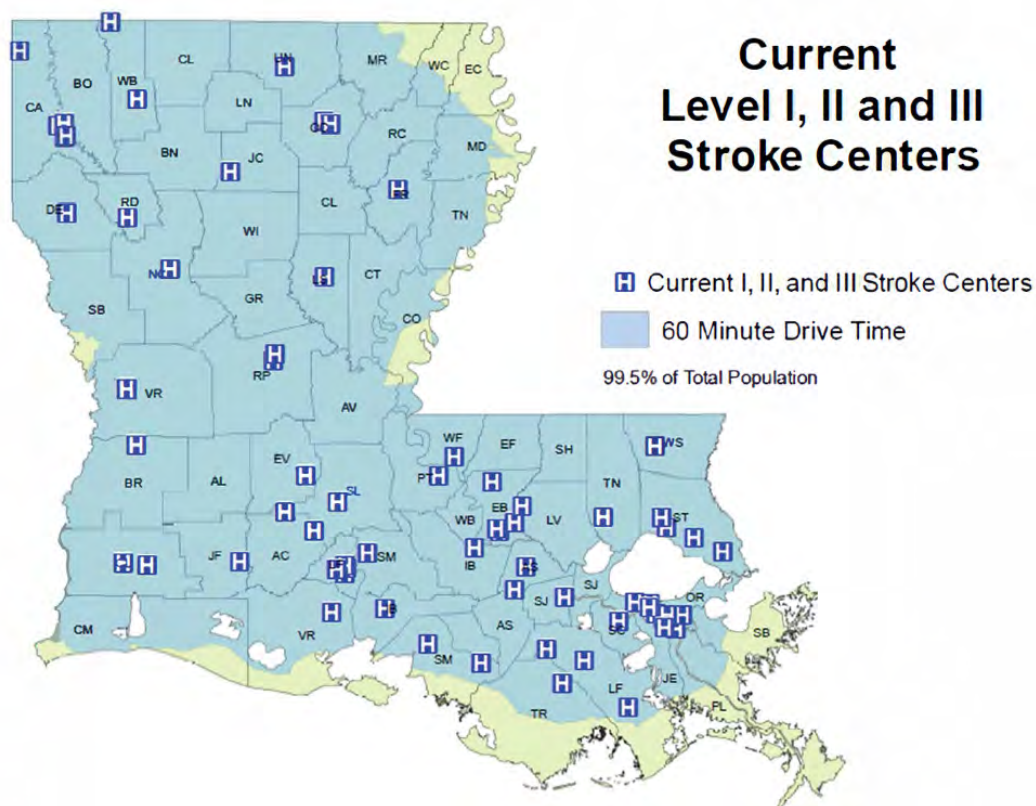 Current
Level I, II and III
Stroke Centers
H Current I, II, and III Stroke Centers
60 Minute Drive Time
99.5% of Total Population
CA
BO
WB
CL
MR
WC
EC
LN
BN
JC
RC
MD
RD
WI
CL
TN
NC
GR
CT
SB
CO
VR
RP
AV
BR
AL
EV
SL
WF
EF
SH
TN
WS
PT
WB
EB
LV
ST
JF
AC
SM
IB
CM
VR
AS
SJ
SJ
OR
SB
SM
TR
LF
JE
PL